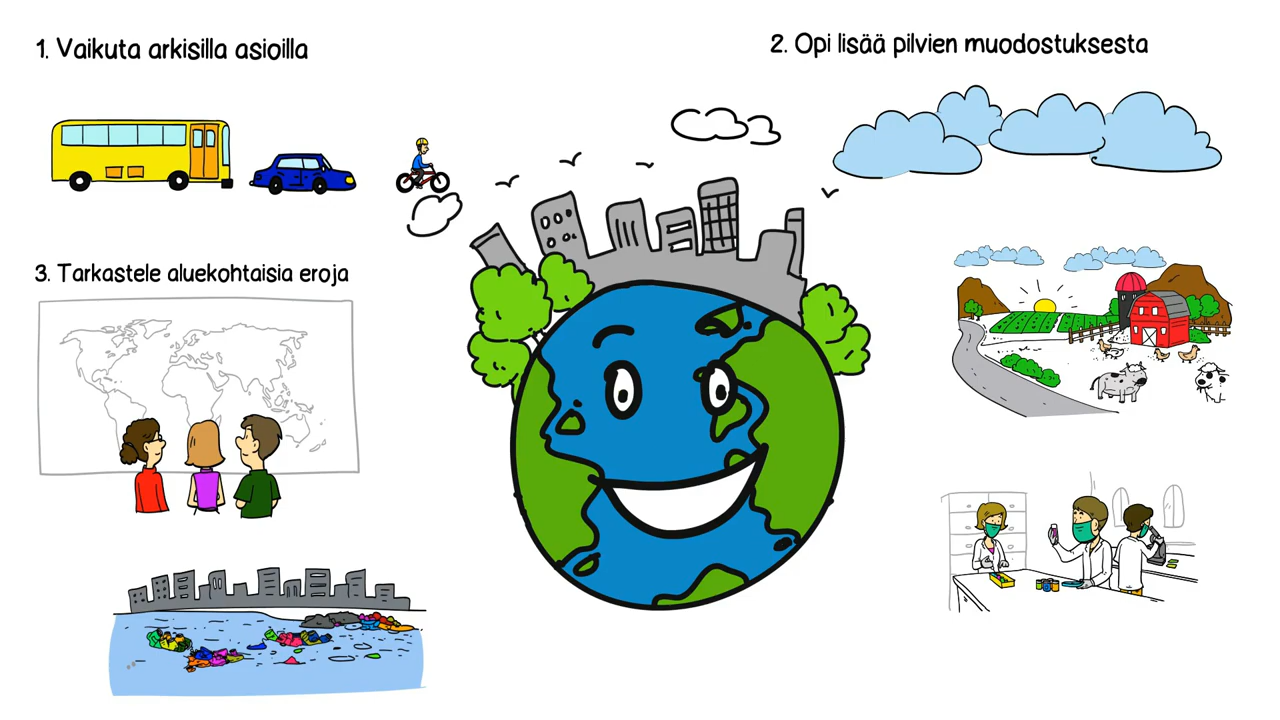 1. Vaikuta arkisilla asioilla
2. Opi lisää pilvien muodostuksesta
3. Tarkastele aluekohtaisia eroja